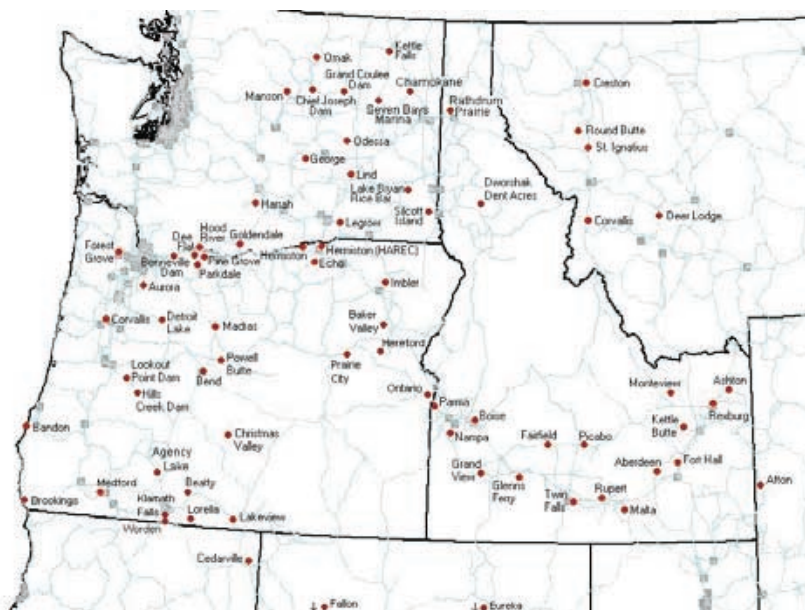 Omak
Kettle
Falls
Grand Coulee
Dam
Chamokane
Manson
Chief Joseph
Dam
Seven Bays
Marina
Rathdrum
Prairie
Creston
Round Butte
St. Ignatius
Odessa
George
Lind
Lake Bryan
Rice Bar
Dworshak
Dent Acres
Harrah
Legrow
Silcott
Island
Corvallis
Deer Lodge
Forest
Grove
Dee
Flat
Hood
River
Goldendale
Bonneville
Dam
Pine Grove
Parkdale
Hermiston
Hermiston (HAREC)
Echo
Aurora
Imbler
Corvallis
Detroit
Lake
Madras
Baker
Valley
Hereford
Lookout
Point Dam
Powell
Butte
Bend
Prairie
City
Hills
Creek Dam
Ontario
Parma
Monteview
Ashton
Rexburg
Bandon
Christmas
Valley
Boise
Nampa
Fairfield
Picabo
Kettle
Butte
Agency
Lake
Grand
View
Glenns
Ferry
Aberdeen
Fort Hall
Medford
Beatty
Twin
Falls
Rupert
Malta
Afton
Brookings
Klamath
Falls
Lorella
Lakeview
Worden
Cedarville
Fallon
Eureka